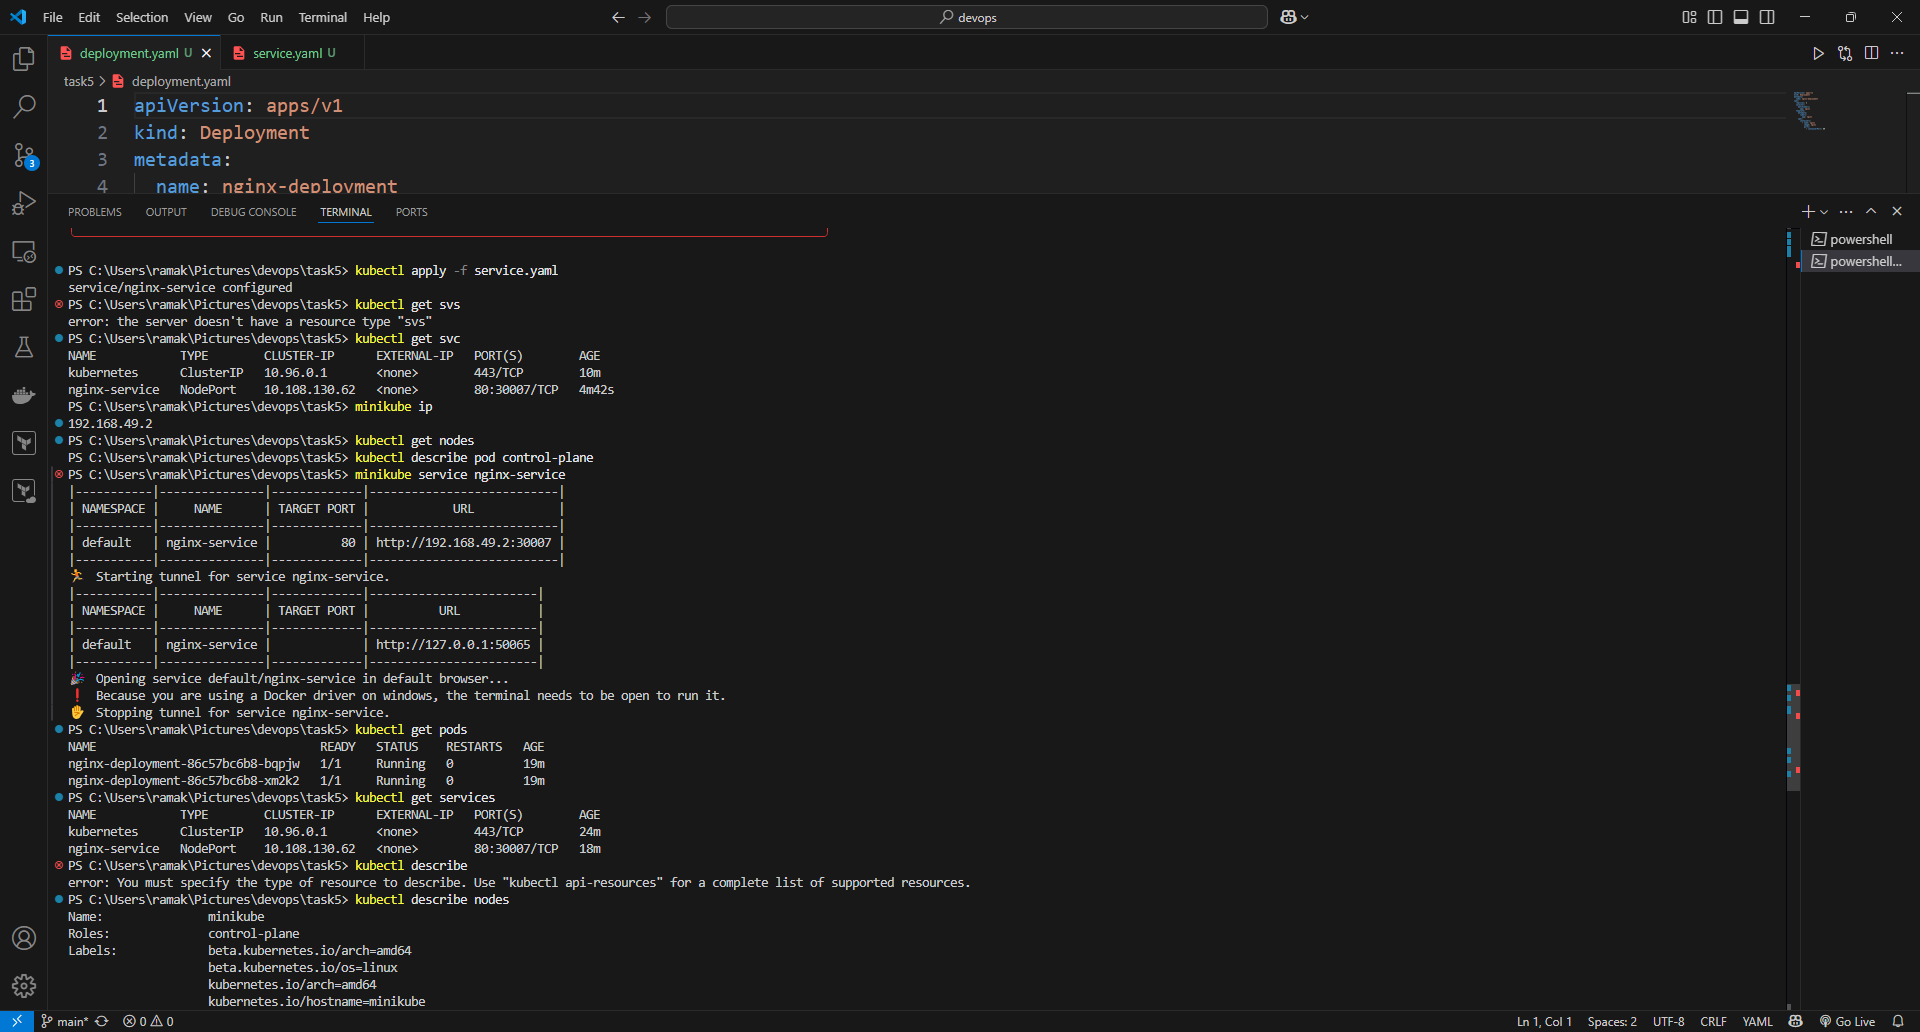 File Edit Selection View Go Run Terminal Help
devops
deployment.yaml U
service.yaml U
task5 > deployment.yaml
1 apiVersion: apps/v1
2 kind: Deployment
3 metadata:
4 name: nginx-deployment
3
PROBLEMS OUTPUT DEBUG CONSOLE TERMINAL PORTS
powershell
powershell...
PS C:\Users\ramak\Pictures\devops\task5> kubectl apply -f service.yaml
service/nginx-service configured
PS C:\Users\ramak\Pictures\devops\task5> kubectl get svs
error: the server doesn't have a resource type "svs"
PS C:\Users\ramak\Pictures\devops\task5> kubectl get svc
NAME TYPE CLUSTER-IP EXTERNAL-IP PORT(S) AGE
kubernetes ClusterIP 10.96.0.1 <none> 443/TCP 10m
nginx-service NodePort 10.108.130.62 <none> 80:30007/TCP 4m42s
PS C:\Users\ramak\Pictures\devops\task5> minikube ip
192.168.49.2
PS C:\Users\ramak\Pictures\devops\task5> kubectl get nodes
PS C:\Users\ramak\Pictures\devops\task5> kubectl describe pod control-plane
PS C:\Users\ramak\Pictures\devops\task5> minikube service nginx-service
|-----------|---------------|-------------|---------------------------|
| NAMESPACE | NAME | TARGET PORT | URL |
|-----------|---------------|-------------|---------------------------|
| default | nginx-service | 80 | http://192.168.49.2:30007 |
|-----------|---------------|-------------|---------------------------|
🏃 Starting tunnel for service nginx-service.
|-----------|---------------|-------------|------------------------|
| NAMESPACE | NAME | TARGET PORT | URL |
|-----------|---------------|-------------|------------------------|
| default | nginx-service | | http://127.0.0.1:50065 |
|-----------|---------------|-------------|------------------------|
🎉 Opening service default/nginx-service in default browser...
❗ Because you are using a Docker driver on windows, the terminal needs to be open to run it.
✋ Stopping tunnel for service nginx-service.
PS C:\Users\ramak\Pictures\devops\task5> kubectl get pods
NAME READY STATUS RESTARTS AGE
nginx-deployment-86c57bc6b8-bqpjw 1/1 Running 0 19m
nginx-deployment-86c57bc6b8-xm2k2 1/1 Running 0 19m
PS C:\Users\ramak\Pictures\devops\task5> kubectl get services
NAME TYPE CLUSTER-IP EXTERNAL-IP PORT(S) AGE
kubernetes ClusterIP 10.96.0.1 <none> 443/TCP 24m
nginx-service NodePort 10.108.130.62 <none> 80:30007/TCP 18m
PS C:\Users\ramak\Pictures\devops\task5> kubectl describe
error: You must specify the type of resource to describe. Use "kubectl api-resources" for a complete list of supported resources.
PS C:\Users\ramak\Pictures\devops\task5> kubectl describe nodes
Name: minikube
Roles: control-plane
Labels: beta.kubernetes.io/arch=amd64
beta.kubernetes.io/os=linux
kubernetes.io/arch=amd64
kubernetes.io/hostname=minikube
main* 0 0 Ln 1, Col 1 Spaces: 2 UTF-8 CRLF YAML Go Live